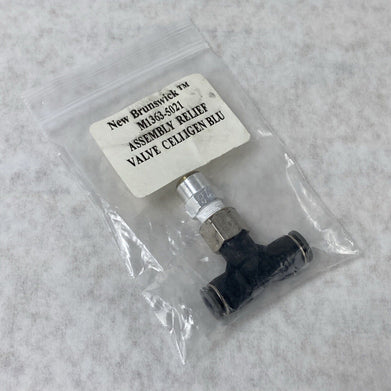 New Brunswick™
M1363-5021
ASSEMBLY RELIEF
VALVE CELLIGEN BLU